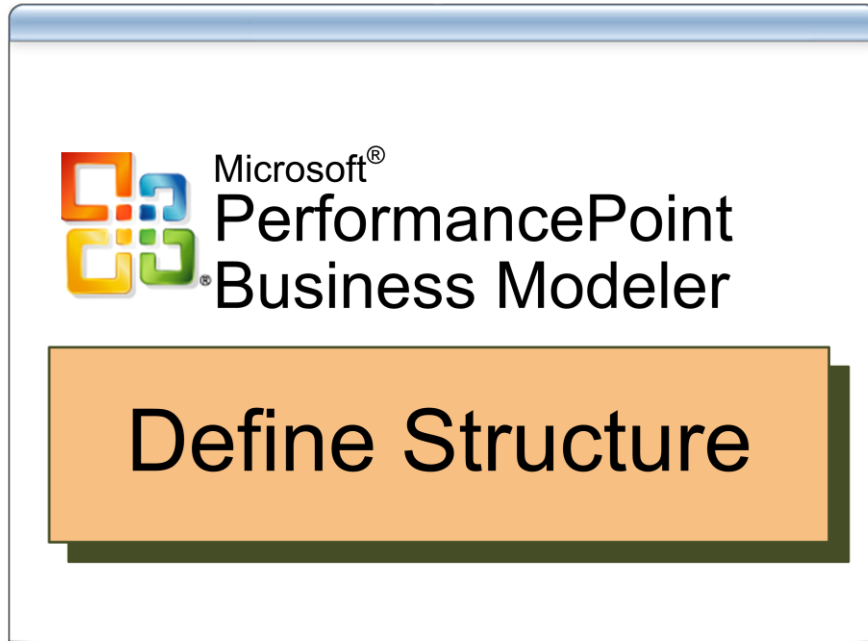 Microsoft®
PerformancePoint
®Business Modeler
Define Structure